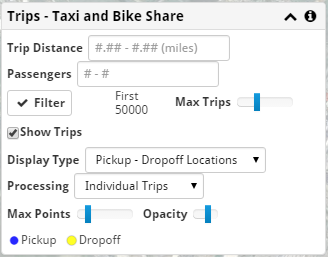 Trips - Taxi and Bike Share
Trip Distance #.## - #.## (miles)
Passengers # - #
Filter First 50000 Max Trips
Show Trips
Display Type Pickup - Dropoff Locations
Processing Individual Trips
Max Points Opacity
Pickup Dropoff